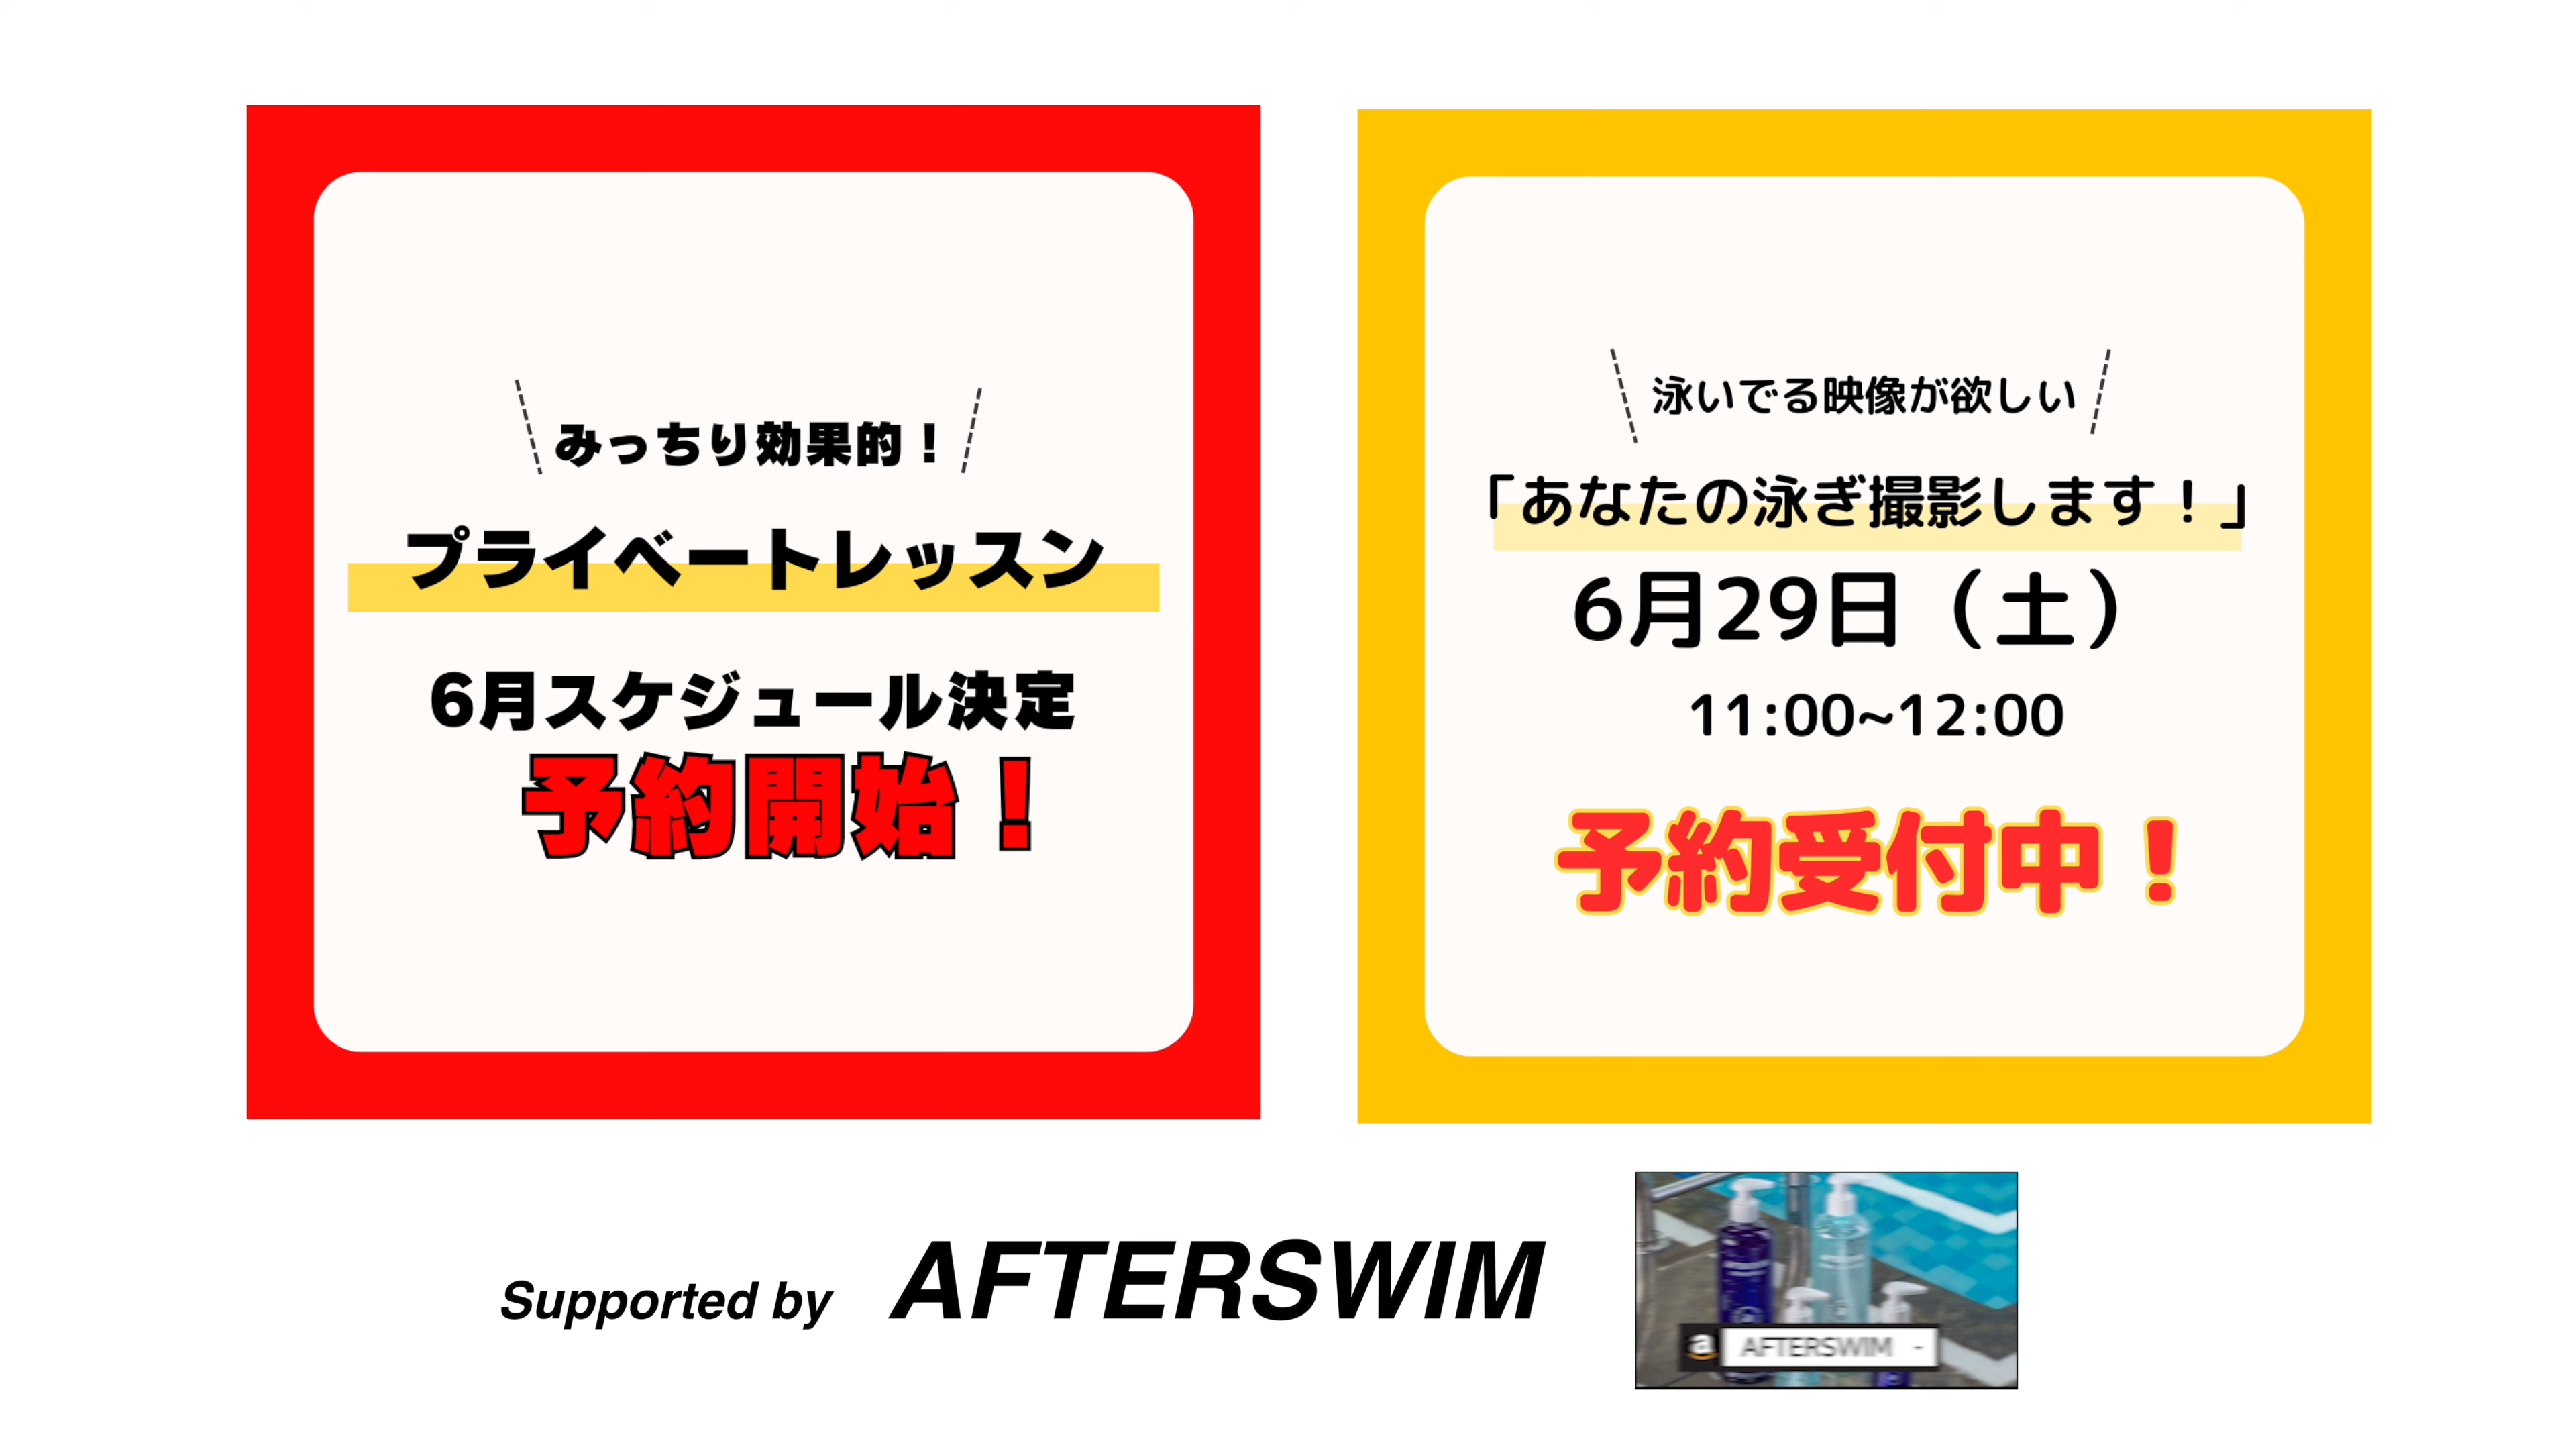 みっちり効果的！
プライベートレッスン
6月スケジュール決定
予約開始！
泳いでる映像が欲しい
「あなたの泳ぎ撮影します！」
6月29日（土）
11:00~12:00
予約受付中！
Supported by AFTERSWIM
a AFTERSWIM -